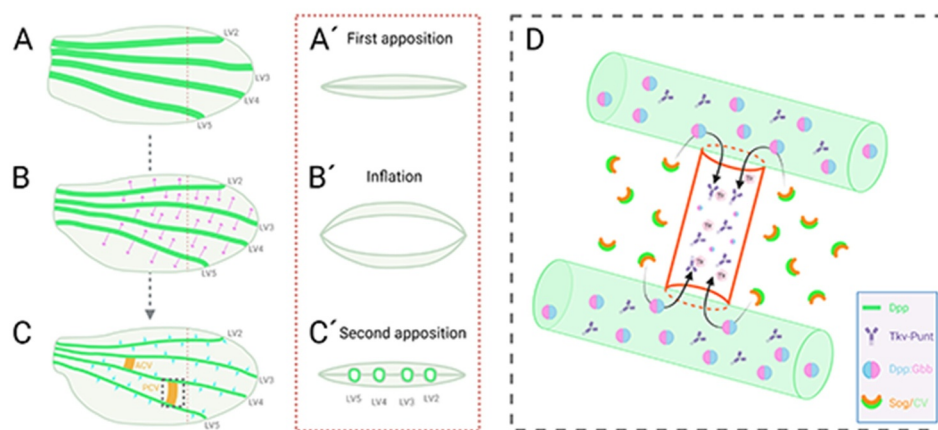 A
LV2
LV3
LV4
LV5
A´
First apposition
B
LV2
LV3
LV4
LV5
B´
Inflation
C
ACV
PCV
LV2
LV3
LV4
LV5
C´
Second apposition
LV5 LV4 LV3 LV2
D
Dpp
Tkv-Punt
Dpp:Gbb
Sog/CV